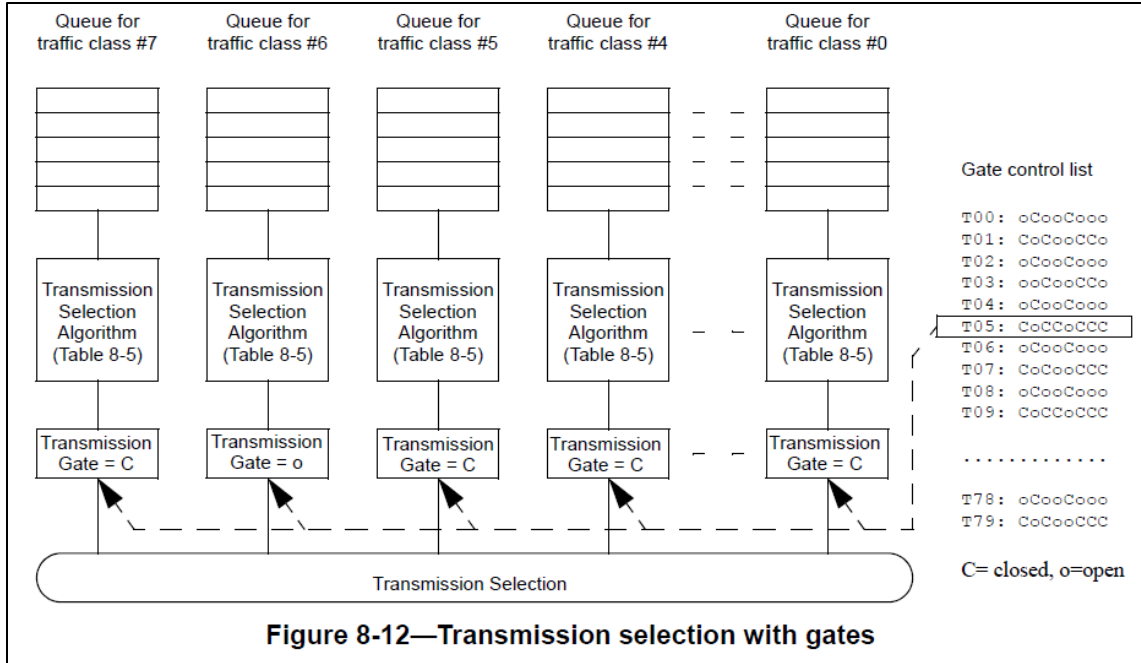 Queue for
traffic class #7
Queue for
traffic class #6
Queue for
traffic class #5
Queue for
traffic class #4
Queue for
traffic class #0
Transmission
Selection
Algorithm
(Table 8-5)
Transmission
Selection
Algorithm
(Table 8-5)
Transmission
Selection
Algorithm
(Table 8-5)
Transmission
Selection
Algorithm
(Table 8-5)
Transmission
Selection
Algorithm
(Table 8-5)
Transmission
Gate = C
Transmission
Gate = o
Transmission
Gate = C
Transmission
Gate = C
Transmission
Gate = C
Transmission Selection
Gate control list
T00: oCooCooo
T01: CoCooCCo
T02: oCooCooo
T03: ooCooCCo
T04: oCooCooo
T05: CoCCoCCC
T06: oCooCooo
T07: CoCooCCC
T08: oCooCooo
T09: CoCCoCCC
. . . . . . . . . . . . .
T78: oCooCooo
T79: CoCooCCC
C= closed, o=open
Figure 8-12—Transmission selection with gates